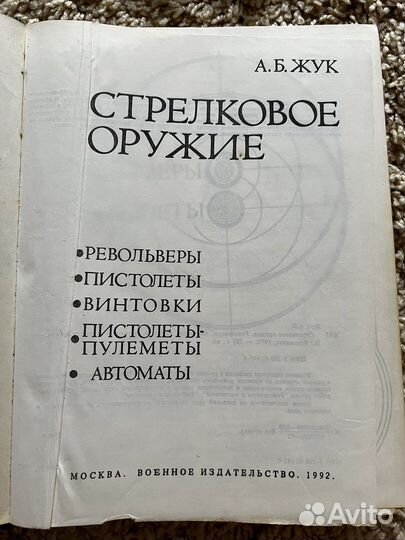 А. Б. ЖУК
СТРЕЛКОВОЕ
ОРУЖИЕ
•РЕВОЛЬВЕРЫ
•ПИСТОЛЕТЫ
•ВИНТОВКИ
•ПИСТОЛЕТЫ-
ПУЛЕМЕТЫ
• АВТОМАТЫ
МОСКВА. ВОЕННОЕ ИЗДАТЕЛЬСТВО. 1992.
Avito